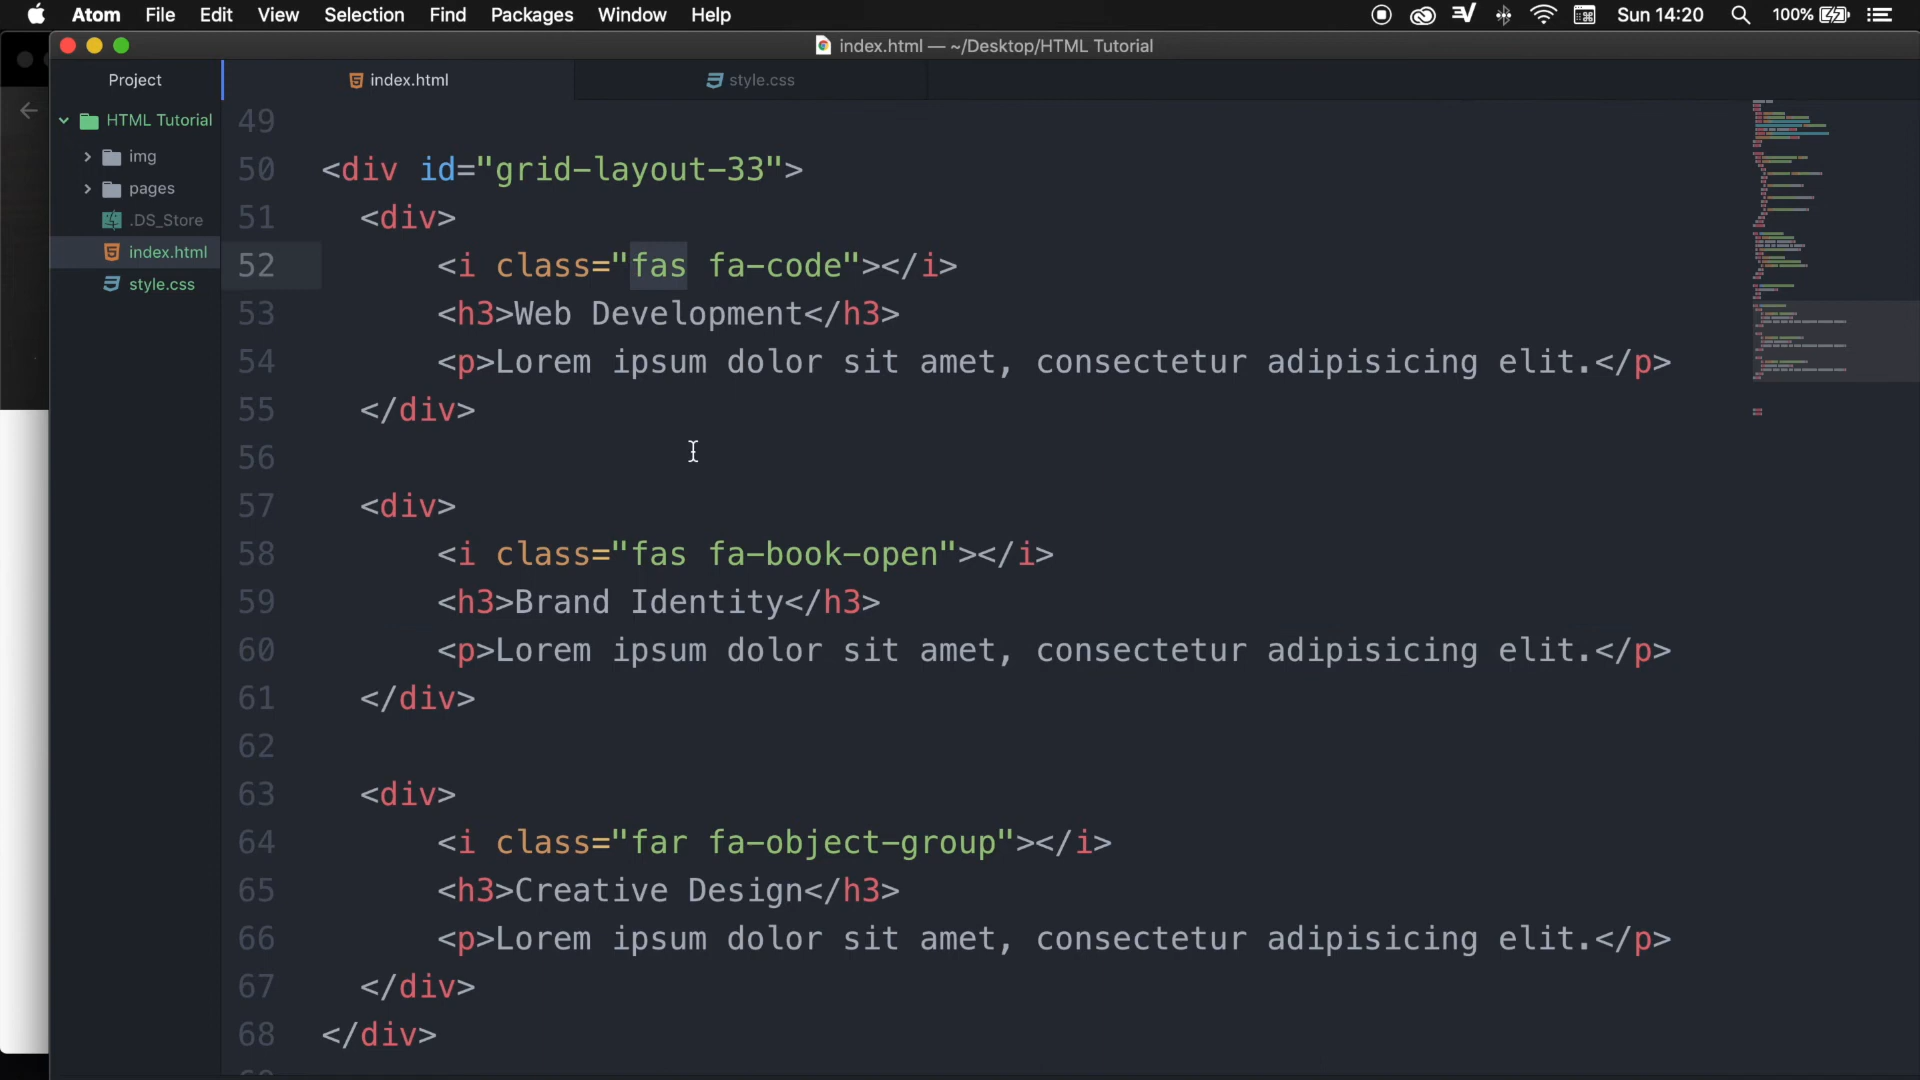 Atom File Edit View Selection Find Packages Window Help Sun 14:20 100%
index.html — ~/Desktop/HTML Tutorial
Project index.html style.css
HTML Tutorial
img
pages
.DS_Store
index.html
style.css
49
50 <div id="grid-layout-33">
51 <div>
52 <i class="fas fa-code"></i>
53 <h3>Web Development</h3>
54 <p>Lorem ipsum dolor sit amet, consectetur adipisicing elit.</p>
55 </div>
56
57 <div>
58 <i class="fas fa-book-open"></i>
59 <h3>Brand Identity</h3>
60 <p>Lorem ipsum dolor sit amet, consectetur adipisicing elit.</p>
61 </div>
62
63 <div>
64 <i class="far fa-object-group"></i>
65 <h3>Creative Design</h3>
66 <p>Lorem ipsum dolor sit amet, consectetur adipisicing elit.</p>
67 </div>
68 </div>